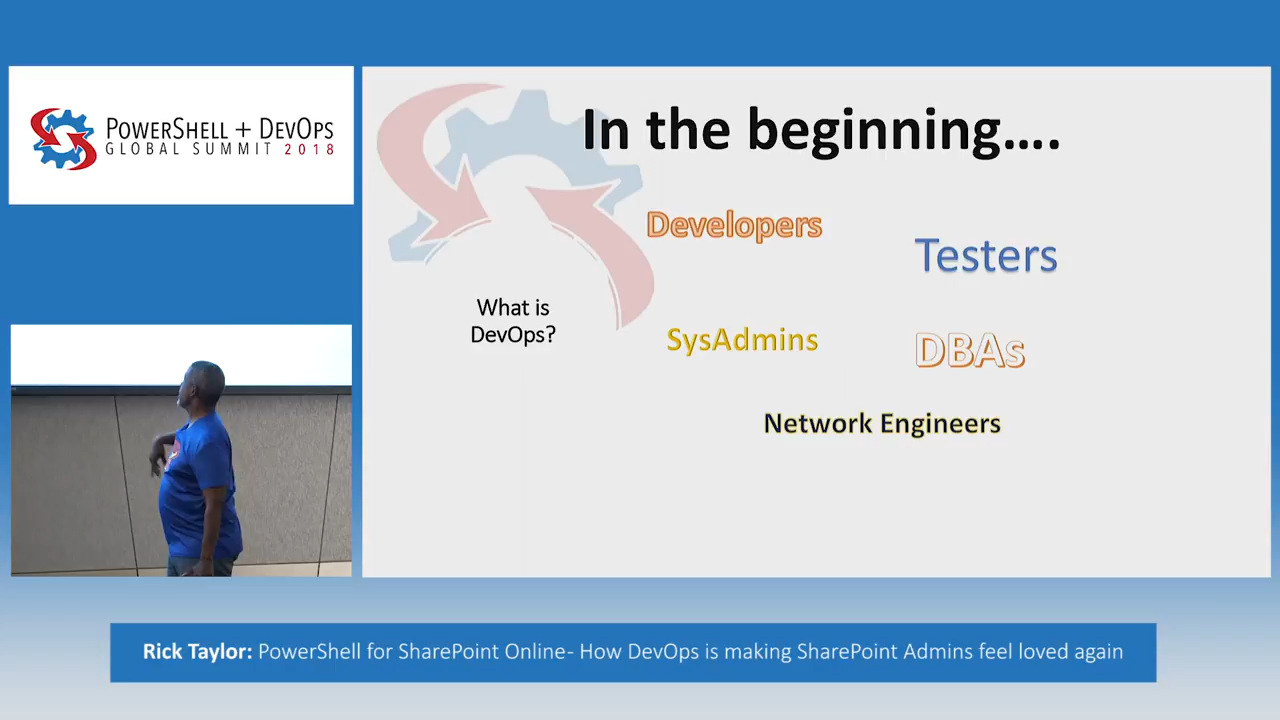 POWERSHELL + DEVOPS
GLOBAL SUMMIT 2018
In the beginning….
Developers
Testers
What is
DevOps?
SysAdmins
DBAs
Network Engineers
Rick Taylor: PowerShell for SharePoint Online- How DevOps is making SharePoint Admins feel loved again